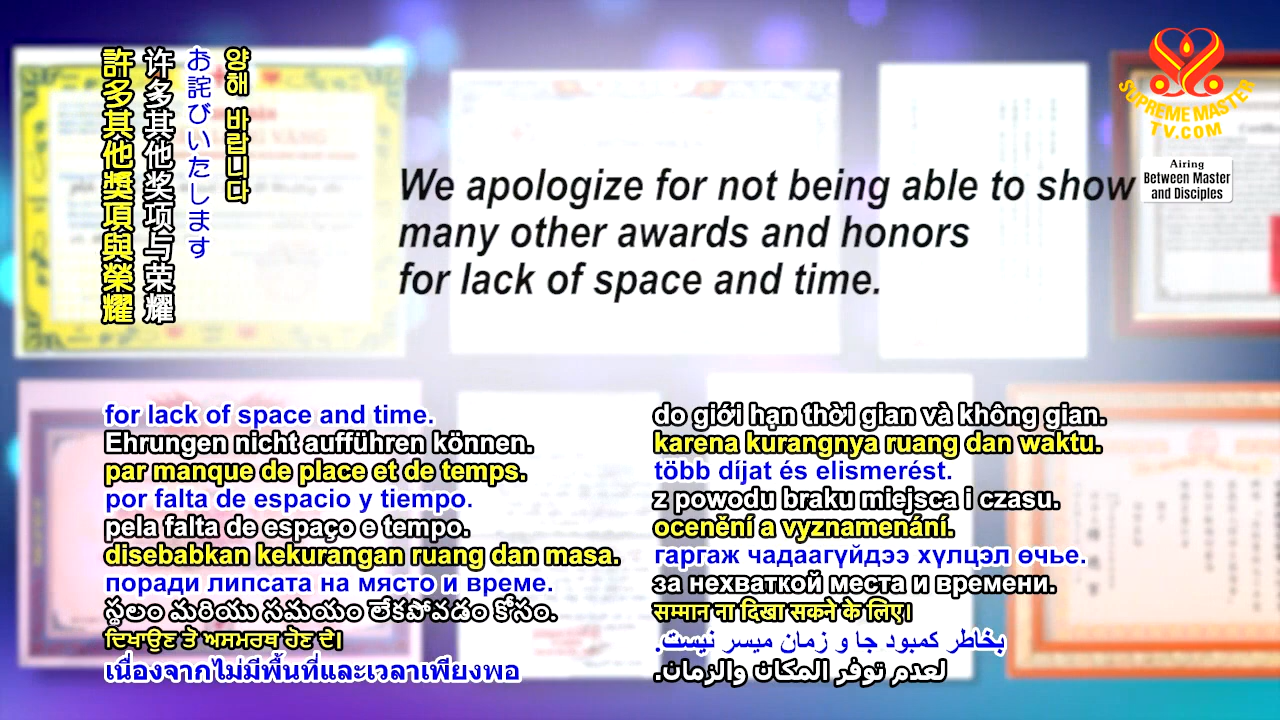 許多其他獎項與榮耀
许多其他奖项与荣耀
お詫びいたします
양해 바랍니다
SUPREME MASTER
TV.COM
Airing
Between Master
and Disciples
We apologize for not being able to show
many other awards and honors
for lack of space and time.
for lack of space and time.
Ehrungen nicht aufführen können.
par manque de place et de temps.
por falta de espacio y tiempo.
pela falta de espaço e tempo.
disebabkan kekurangan ruang dan masa.
поради липсата на място и време.
స్థలం మరియు సమయం లేకపోవడం కోసం.
ਦਿਖਾਉਣ ਤੋ ਅਸਮਰਥ ਹੋਣ ਦੇ।
เนื่องจากไม่มีพื้นที่และเวลาเพียงพอ
do giới hạn thời gian và không gian.
karena kurangnya ruang dan waktu.
több díjat és elismerést.
z powodu braku miejsca i czasu.
ocenění a vyznamenání.
гаргаж чадаагүйдээ хүлцэл өчье.
за нехваткой места и времени.
सम्मान ना दिखा सकने के लिए।
بخاطر کمبود جا و زمان میسر نیست.
لعدم توفر المكان والزمان.